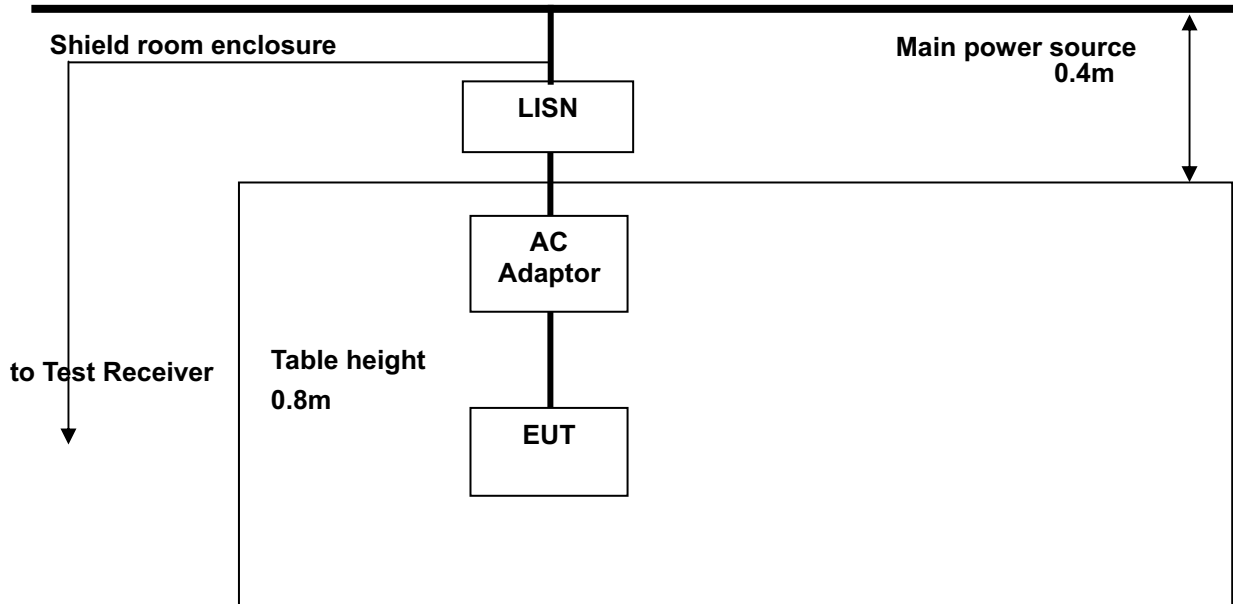 Shield room enclosure
Main power source
0.4m
LISN
AC
Adaptor
to Test Receiver
Table height
0.8m
EUT